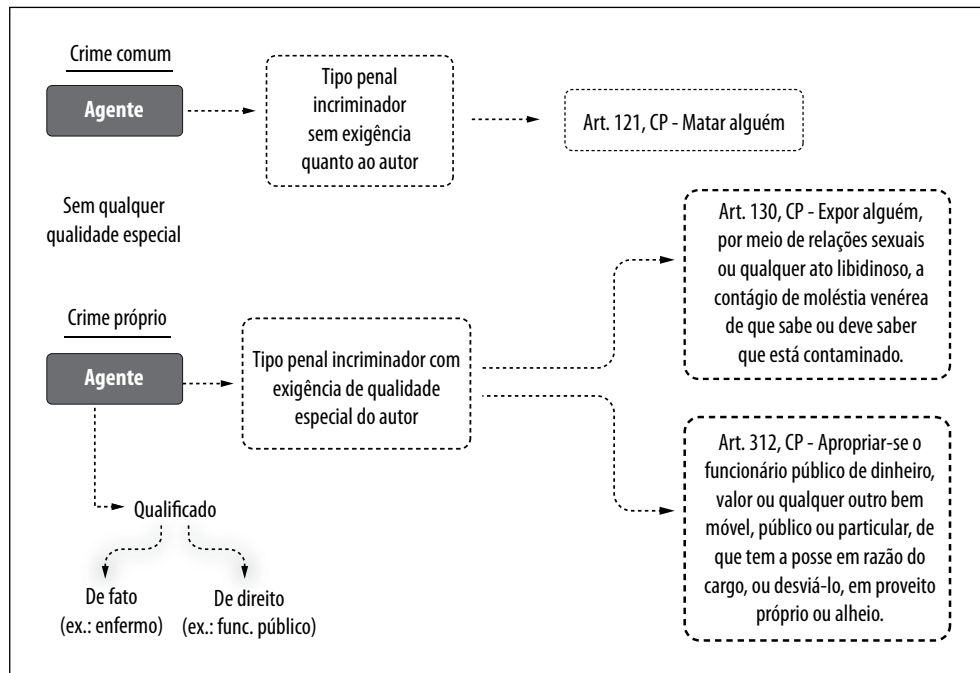 Crime comum
Agente
Tipo penal
incriminador
sem exigência
quanto ao autor
Art. 121, CP - Matar alguém
Sem qualquer
qualidade especial
Crime próprio
Agente
Tipo penal incriminador com
exigência de qualidade
especial do autor
Art. 130, CP - Expor alguém,
por meio de relações sexuais
ou qualquer ato libidinoso, a
contágio de moléstia venérea
de que sabe ou deve saber
que está contaminado.
Art. 312, CP - Apropriar-se o
funcionário público de dinheiro,
valor ou qualquer outro bem
móvel, público ou particular, de
que tem a posse em razão do
cargo, ou desviá-lo, em proveito
próprio ou alheio.
Qualificado
De fato
(ex.: enfermo)
De direito
(ex.: func. público)